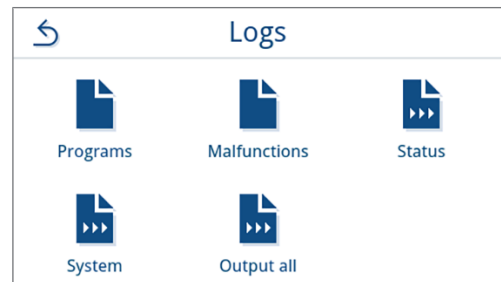 Logs
Programs
Malfunctions
Status
System
Output all